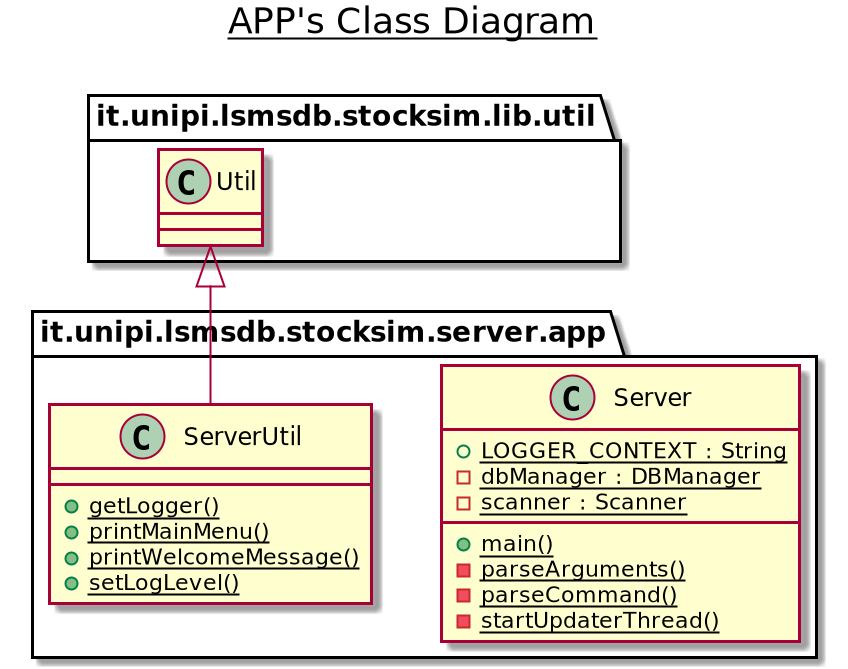 APP's Class Diagram
it.unipi.lsmsdb.stocksim.lib.util
C Util
it.unipi.lsmsdb.stocksim.server.app
C ServerUtil
getLogger()
printMainMenu()
printWelcomeMessage()
setLogLevel()
C Server
LOGGER_CONTEXT : String
dbManager : DBManager
scanner : Scanner
main()
parseArguments()
parseCommand()
startUpdaterThread()